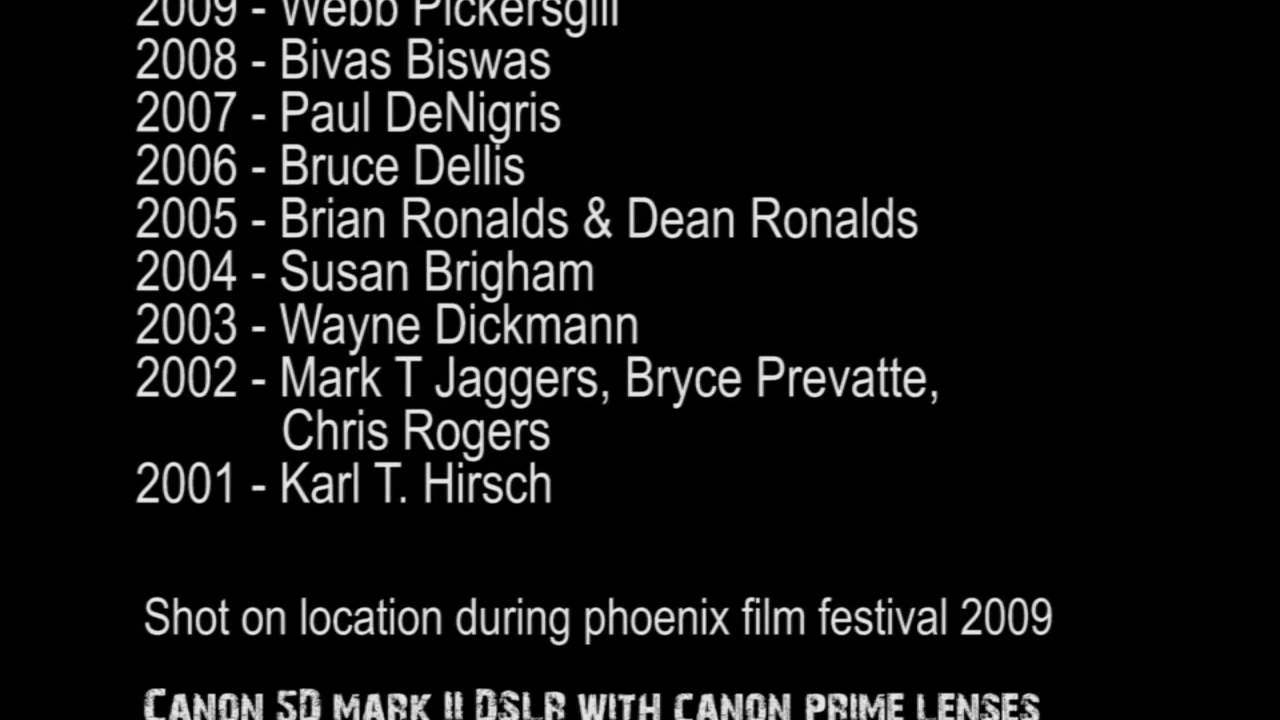 2009 - Webb Pickersgill
2008 - Bivas Biswas
2007 - Paul DeNigris
2006 - Bruce Dellis
2005 - Brian Ronalds & Dean Ronalds
2004 - Susan Brigham
2003 - Wayne Dickmann
2002 - Mark T Jaggers, Bryce Prevatte,
Chris Rogers
2001 - Karl T. Hirsch
Shot on location during phoenix film festival 2009
Canon 5D mark II DSLR with canon prime lenses